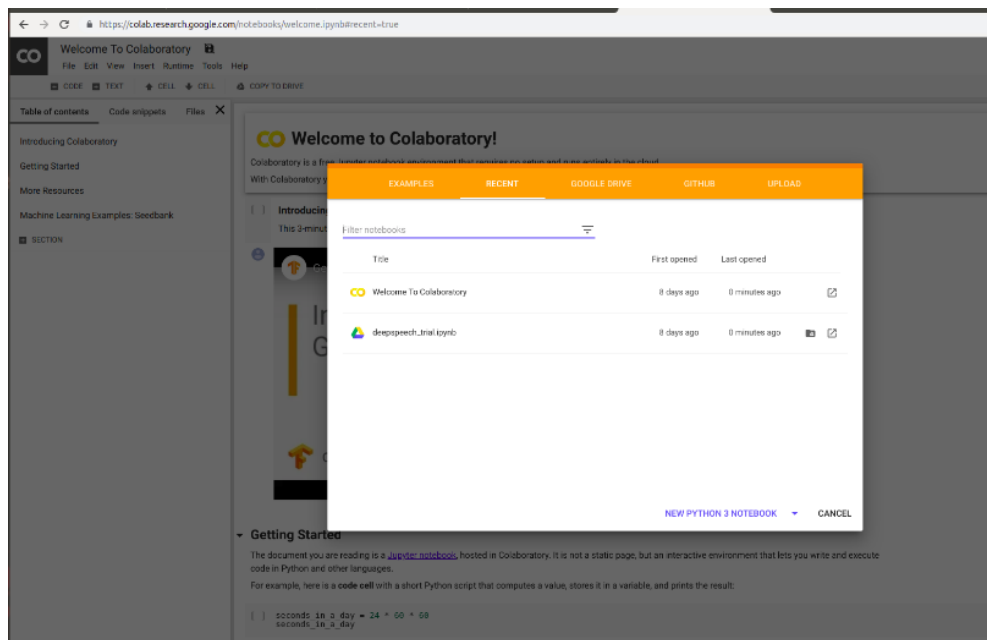 https://colab.research.google.com/notebooks/welcome.ipynb#recent=true
CO Welcome To Colaboratory
File Edit View Insert Runtime Tools Help
CODE TEXT CELL CELL COPY TO DRIVE
Table of contents Code snippets Files
Introducing Colaboratory
Getting Started
More Resources
Machine Learning Examples: Seedbank
SECTION
CO Welcome to Colaboratory!
Colaboratory is a free Jupyter notebook environment that requires no setup and runs entirely in the cloud.
With Colaboratory y
[ ] Introducin
This 3-minut
In
G
EXAMPLES RECENT GOOGLE DRIVE GITHUB UPLOAD
Filter notebooks
Title First opened Last opened
CO Welcome To Colaboratory 8 days ago 0 minutes ago
deepspeech_trial.ipynb 8 days ago 0 minutes ago
NEW PYTHON 3 NOTEBOOK CANCEL
Getting Started
The document you are reading is a Jupyter notebook, hosted in Colaboratory. It is not a static page, but an interactive environment that lets you write and execute
code in Python and other languages.
For example, here is a code cell with a short Python script that computes a value, stores it in a variable, and prints the result:
[ ] seconds_in_a_day = 24 * 60 * 60
seconds_in_a_day